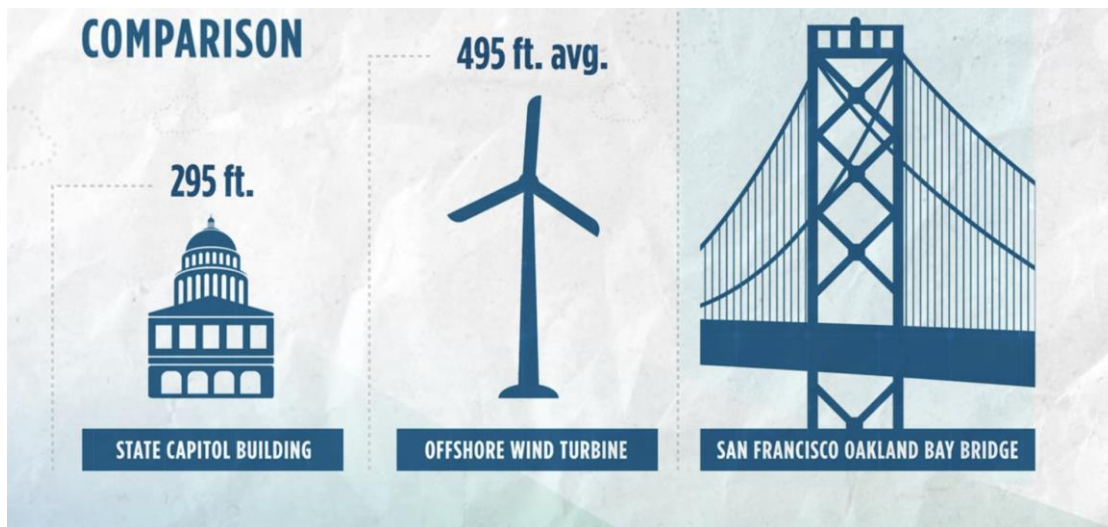 COMPARISON
495 ft. avg.
295 ft.
STATE CAPITOL BUILDING
OFFSHORE WIND TURBINE
SAN FRANCISCO OAKLAND BAY BRIDGE